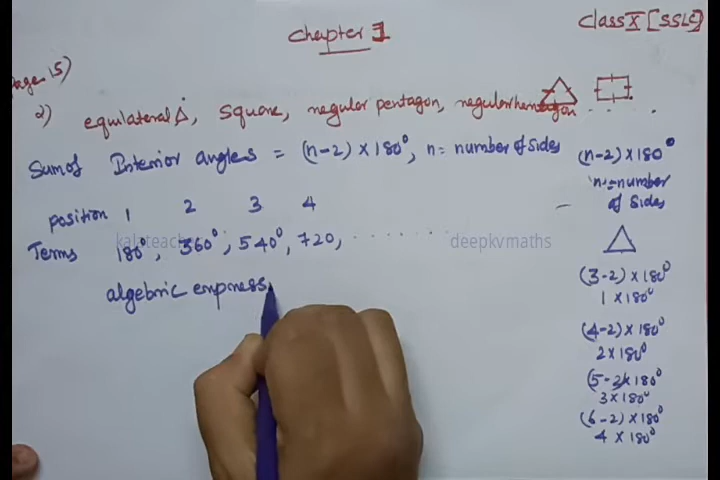 Chapter 1
Class X [SSLC]
Page 15)
2) equilateral Δ, Square, regular pentagon, regular hexagon . . . .
Sum of Interior angles = (n-2) × 180°, n = number of sides
position 1 2 3 4
Terms 180°, 360°, 540°, 720, . . . . . . .
algebric express
(n-2) × 180°
n = number
of sides
(3-2) × 180°
1 × 180°
(4-2) × 180°
2 × 180°
(5-2) × 180°
3 × 180°
(6-2) × 180°
4 × 180°
kalateach
deepkvmaths